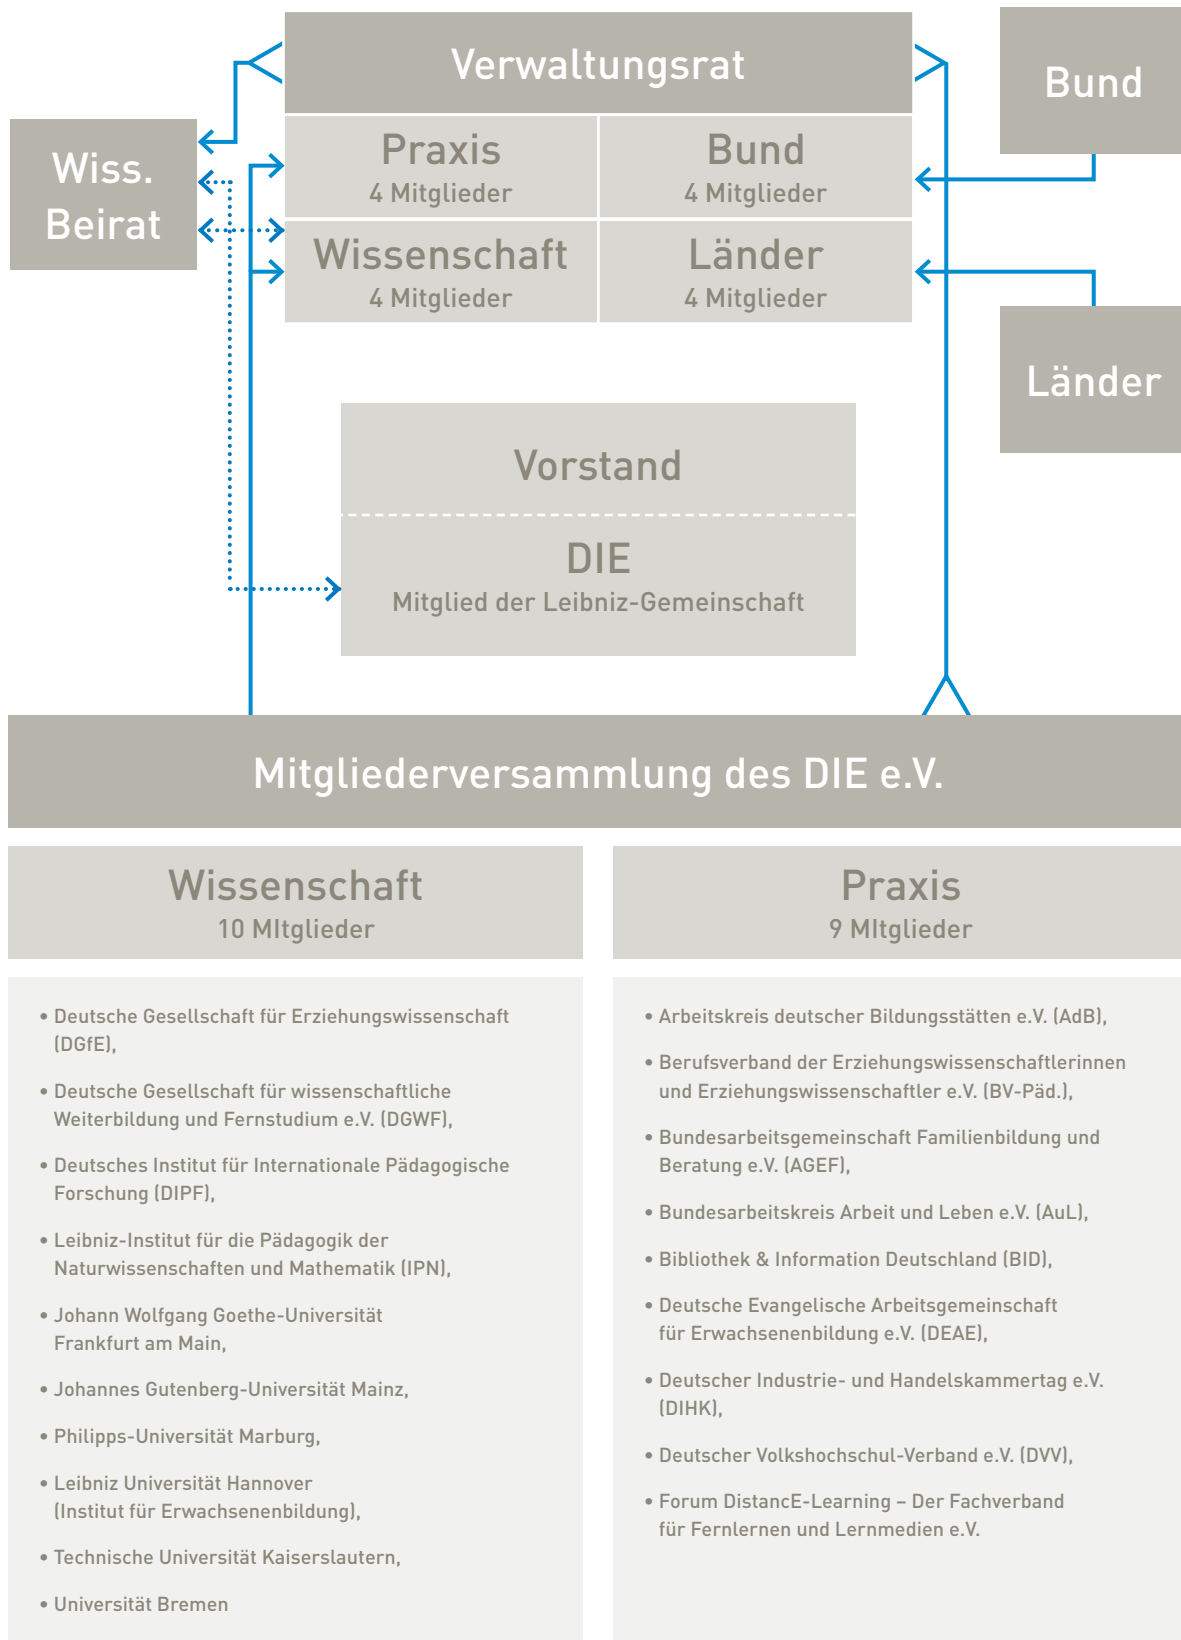 Verwaltungsrat
Bund
Wiss.
Beirat
Praxis
4 Mitglieder
Bund
4 Mitglieder
Wissenschaft
4 Mitglieder
Länder
4 Mitglieder
Länder
Vorstand
DIE
Mitglied der Leibniz-Gemeinschaft
Mitgliederversammlung des DIE e.V.
Wissenschaft
10 MItglieder
• Deutsche Gesellschaft für Erziehungswissenschaft
(DGfE),
• Deutsche Gesellschaft für wissenschaftliche
Weiterbildung und Fernstudium e.V. (DGWF),
• Deutsches Institut für Internationale Pädagogische
Forschung (DIPF),
• Leibniz-Institut für die Pädagogik der
Naturwissenschaften und Mathematik (IPN),
• Johann Wolfgang Goethe-Universität
Frankfurt am Main,
• Johannes Gutenberg-Universität Mainz,
• Philipps-Universität Marburg,
• Leibniz Universität Hannover
(Institut für Erwachsenenbildung),
• Technische Universität Kaiserslautern,
• Universität Bremen
Praxis
9 MItglieder
• Arbeitskreis deutscher Bildungsstätten e.V. (AdB),
• Berufsverband der Erziehungswissenschaftlerinnen
und Erziehungswissenschaftler e.V. (BV-Päd.),
• Bundesarbeitsgemeinschaft Familienbildung und
Beratung e.V. (AGEF),
• Bundesarbeitskreis Arbeit und Leben e.V. (AuL),
• Bibliothek & Information Deutschland (BID),
• Deutsche Evangelische Arbeitsgemeinschaft
für Erwachsenenbildung e.V. (DEAE),
• Deutscher Industrie- und Handelskammertag e.V.
(DIHK),
• Deutscher Volkshochschul-Verband e.V. (DVV),
• Forum DistancE-Learning – Der Fachverband
für Fernlernen und Lernmedien e.V.